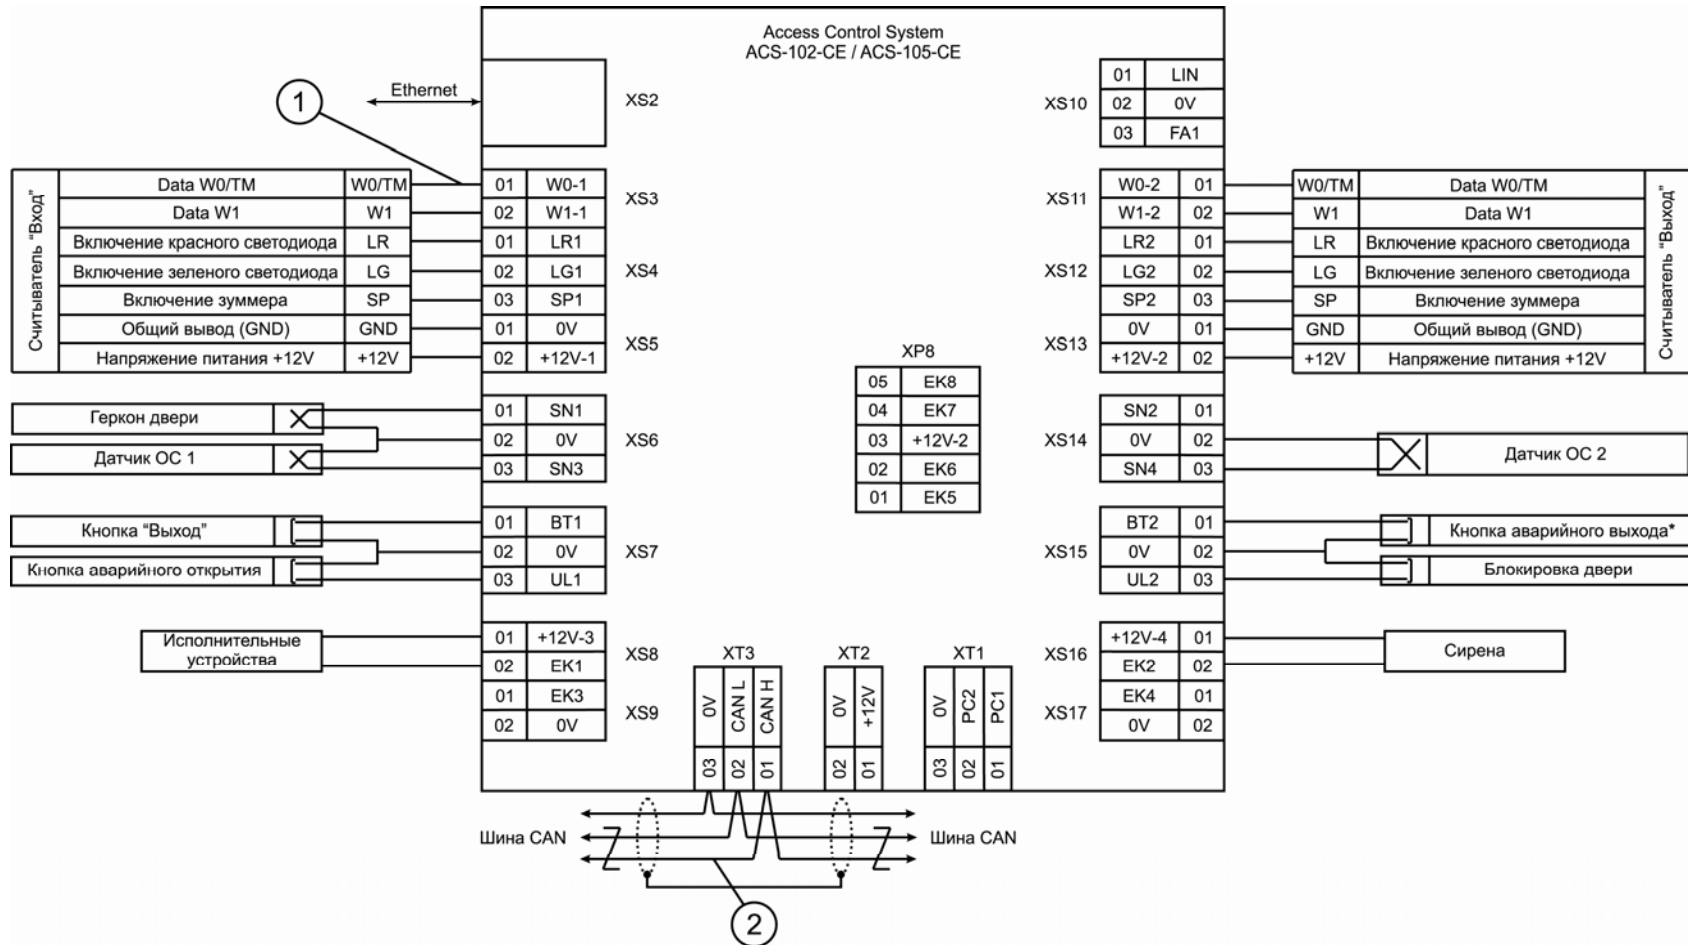 Access Control System
ACS-102-CE / ACS-105-CE
1
Ethernet
XS2
XS10
01 LIN
02 0V
03 FA1
Считыватель "Вход"
Data W0/TM W0/TM 01 W0-1
Data W1 W1 02 W1-1
XS3
Включение красного светодиода LR 01 LR1
Включение зеленого светодиода LG 02 LG1
Включение зуммера SP 03 SP1
XS4
Общий вывод (GND) GND 01 0V
Напряжение питания +12V +12V 02 +12V-1
XS5
XS11
W0-2 01 W0/TM Data W0/TM
W1-2 02 W1 Data W1
XS12
LR2 01 LR Включение красного светодиода
LG2 02 LG Включение зеленого светодиода
SP2 03 SP Включение зуммера
XS13
0V 01 GND Общий вывод (GND)
+12V-2 02 +12V Напряжение питания +12V
Считыватель "Выход"
XP8
05 EK8
04 EK7
03 +12V-2
02 EK6
01 EK5
Геркон двери
Датчик ОС 1
01 SN1
02 0V
03 SN3
XS6
XS14
SN2 01
0V 02
SN4 03
Датчик ОС 2
Кнопка "Выход"
Кнопка аварийного открытия
01 BT1
02 0V
03 UL1
XS7
XS15
BT2 01
0V 02
UL2 03
Кнопка аварийного выхода*
Блокировка двери
Исполнительные
устройства
01 +12V-3
02 EK1
XS8
01 EK3
02 0V
XS9
XT3
0V CAN L CAN H
03 02 01
XT2
0V +12V
02 01
XT1
0V PC2 PC1
03 02 01
XS16
+12V-4 01
EK2 02
XS17
EK4 01
0V 02
Сирена
Шина CAN
Шина CAN
2